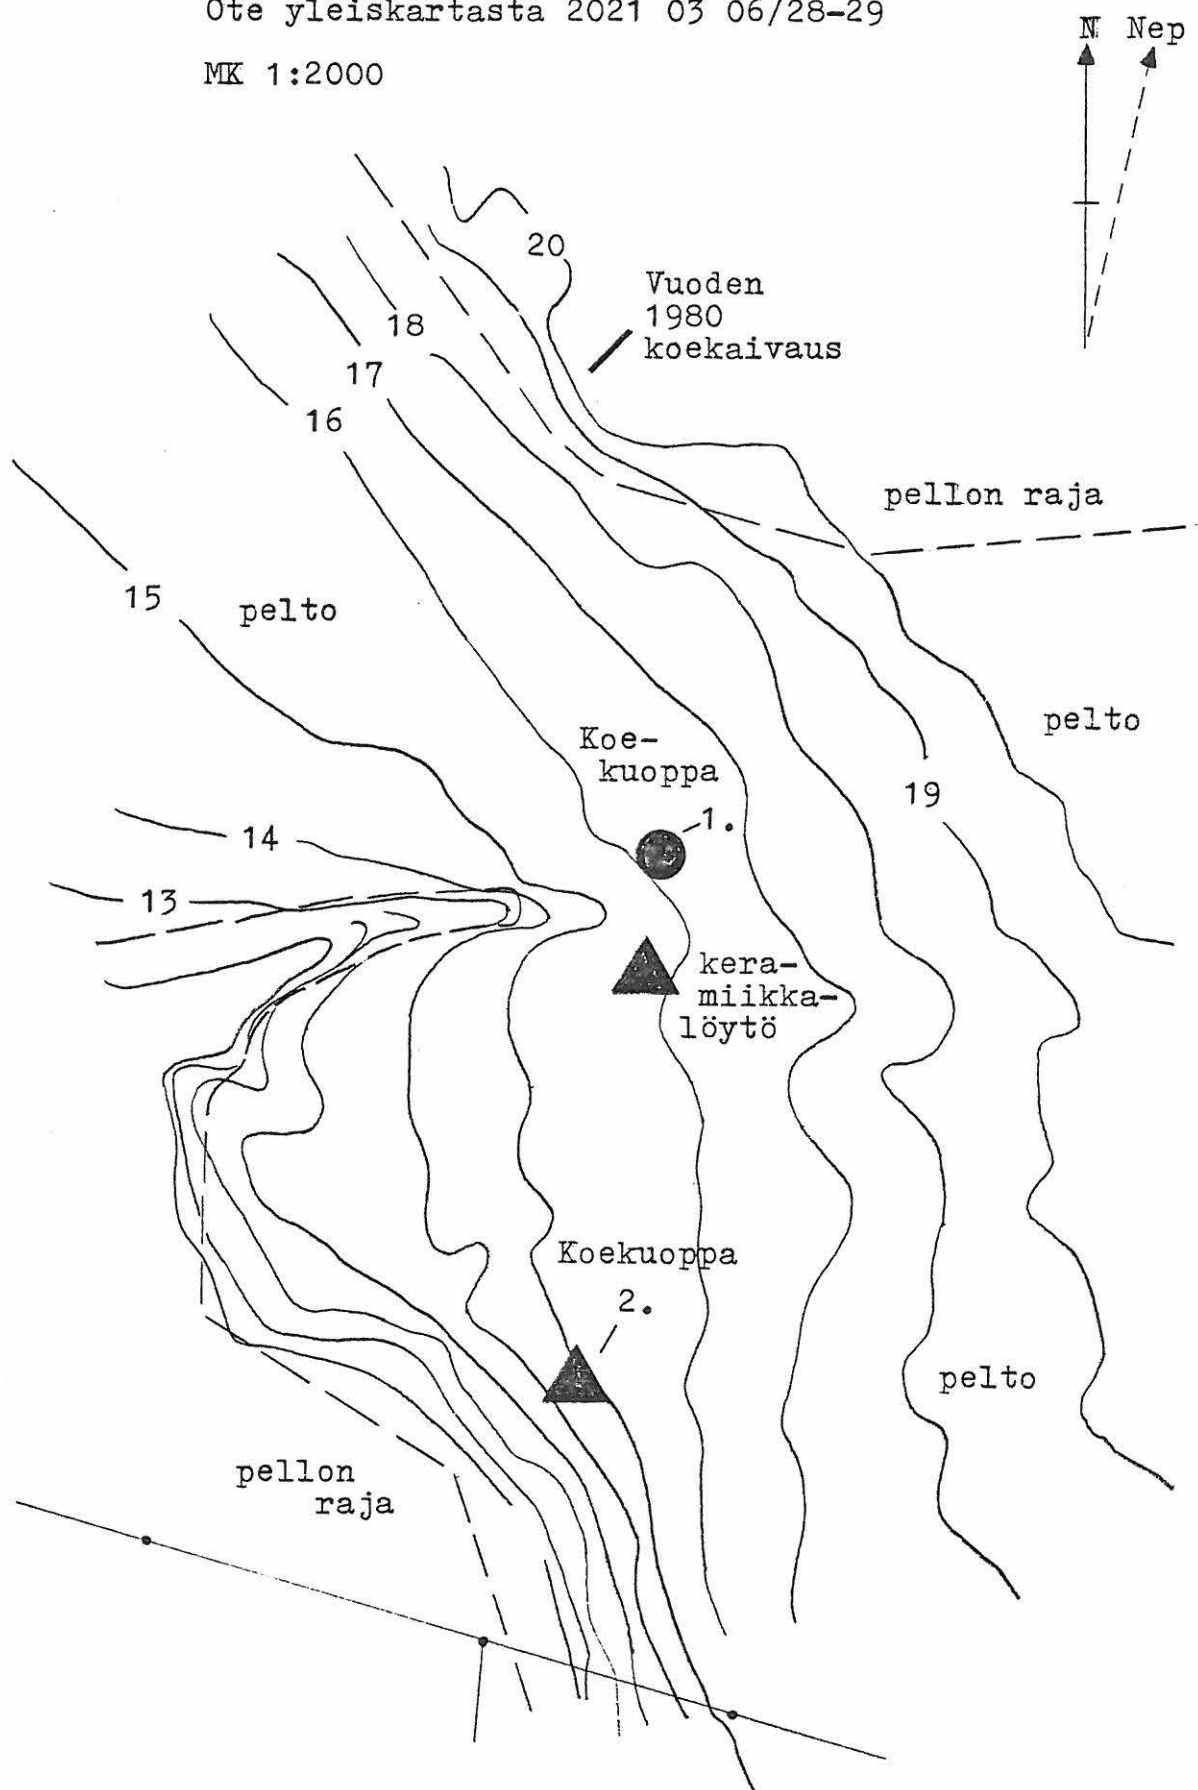 Ote yleiskartasta 2021 03 06/28-29
MK 1:2000
N Nep
20
Vuoden
1980
koekaivaus
18
17
16
pellon raja
15
pelto
pelto
Koe-
kuoppa
1.
19
14
13
kera-
miikka-
löytö
Koekuoppa
2.
pelto
pellon
raja